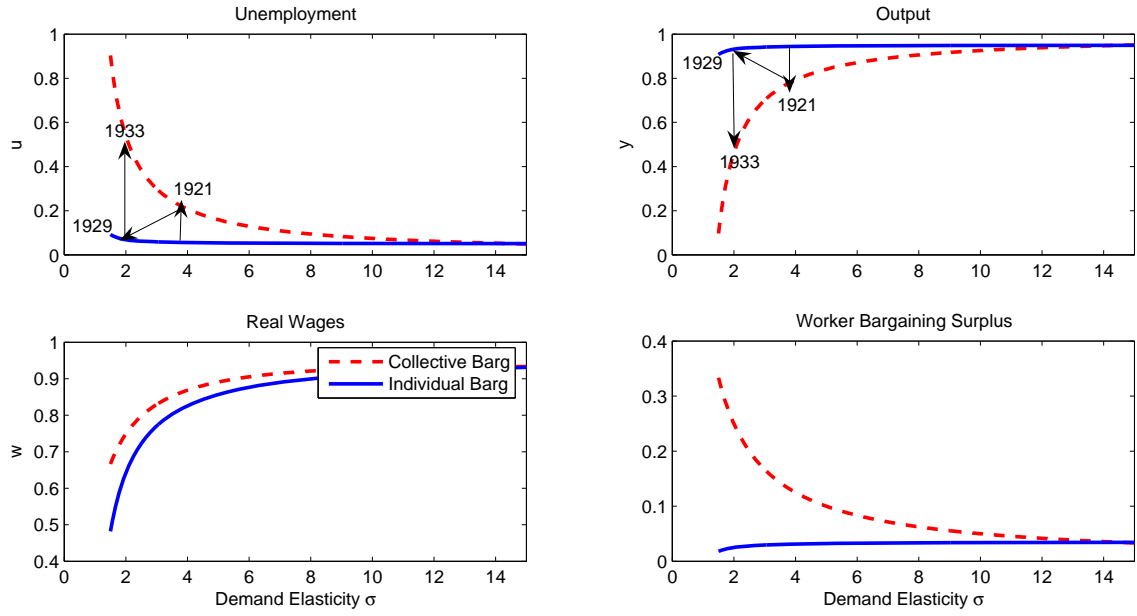 Unemployment
1
0.8
0.6
0.4
0.2
0
u
1933
1921
1929
0 2 4 6 8 10 12 14
Output
1
0.8
0.6
0.4
0.2
0
y
1929
1921
1933
0 2 4 6 8 10 12 14
Real Wages
1
0.9
0.8
0.7
0.6
0.5
0.4
w
Collective Barg
Individual Barg
0 2 4 6 8 10 12 14
Demand Elasticity σ
Worker Bargaining Surplus
0.4
0.3
0.2
0.1
0
0 2 4 6 8 10 12 14
Demand Elasticity σ